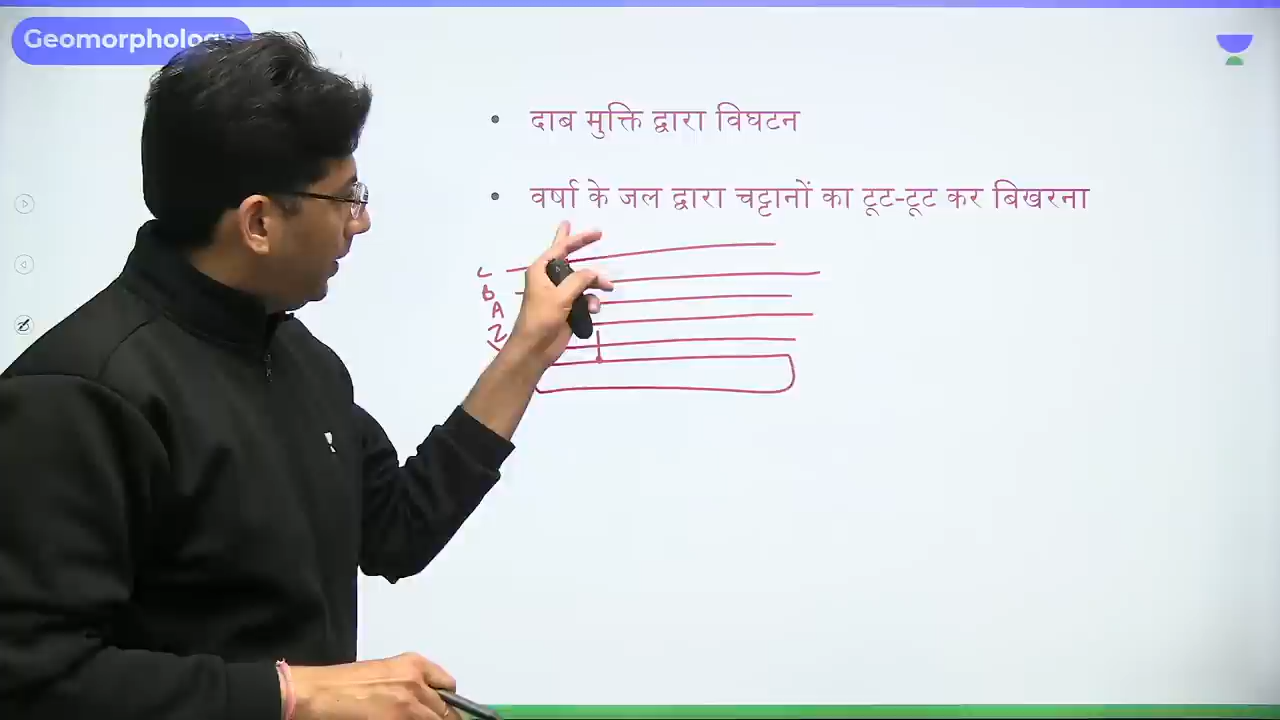 Geomorphology
दाब मुक्ति द्वारा विघटन
वर्षा के जल द्वारा चट्टानों का टूट-टूट कर बिखरना
B
A
Z